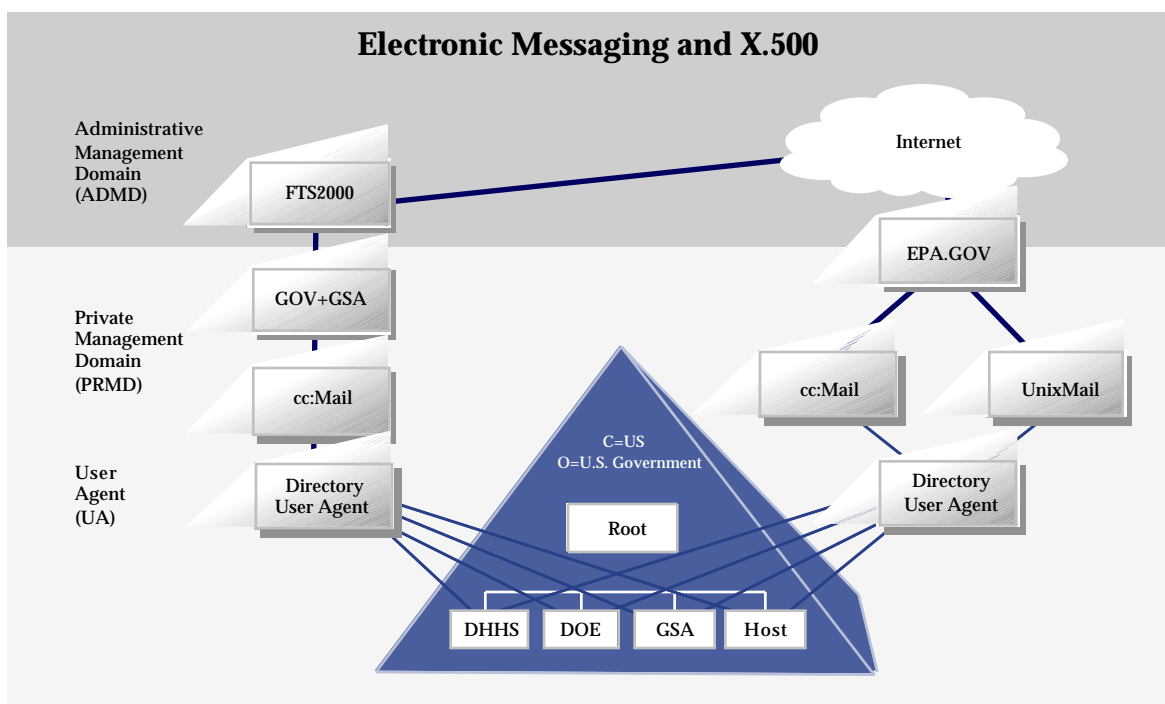 Electronic Messaging and X.500
Administrative
Management
Domain
(ADMD)
FTS2000
Internet
EPA.GOV
GOV+GSA
Private
Management
Domain
(PRMD)
cc:Mail
cc:Mail
UnixMail
User
Agent
(UA)
Directory
User Agent
C=US
O=U.S. Government
Directory
User Agent
Root
DHHS
DOE
GSA
Host